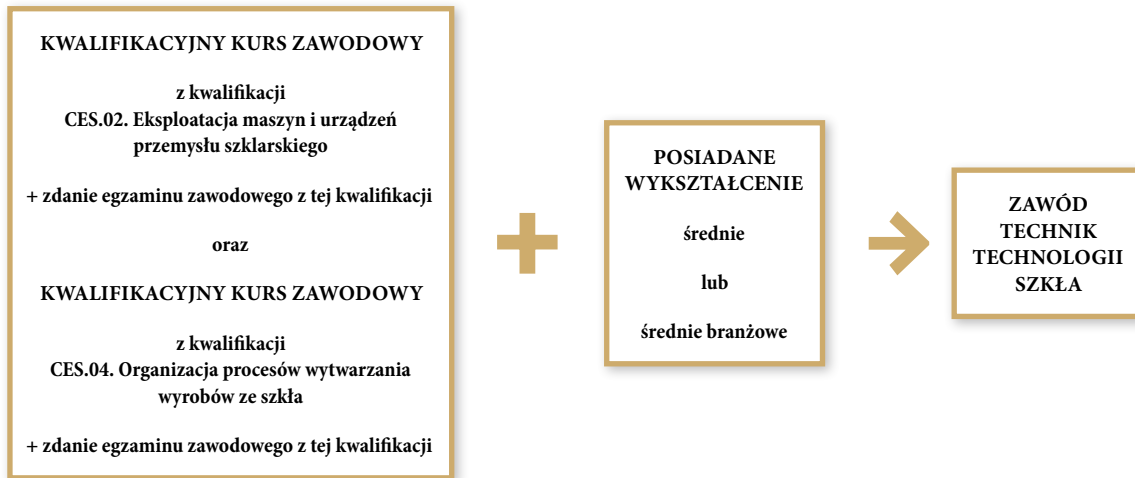 KWALIFIKACYJNY KURS ZAWODOWY
z kwalifikacji
CES.02. Eksploatacja maszyn i urządzeń
przemysłu szklarskiego
+ zdanie egzaminu zawodowego z tej kwalifikacji
oraz
KWALIFIKACYJNY KURS ZAWODOWY
z kwalifikacji
CES.04. Organizacja procesów wytwarzania
wyrobów ze szkła
+ zdanie egzaminu zawodowego z tej kwalifikacji
POSIADANE
WYKSZTAŁCENIE
średnie
lub
średnie branżowe
ZAWÓD
TECHNIK
TECHNOLOGII
SZKŁA